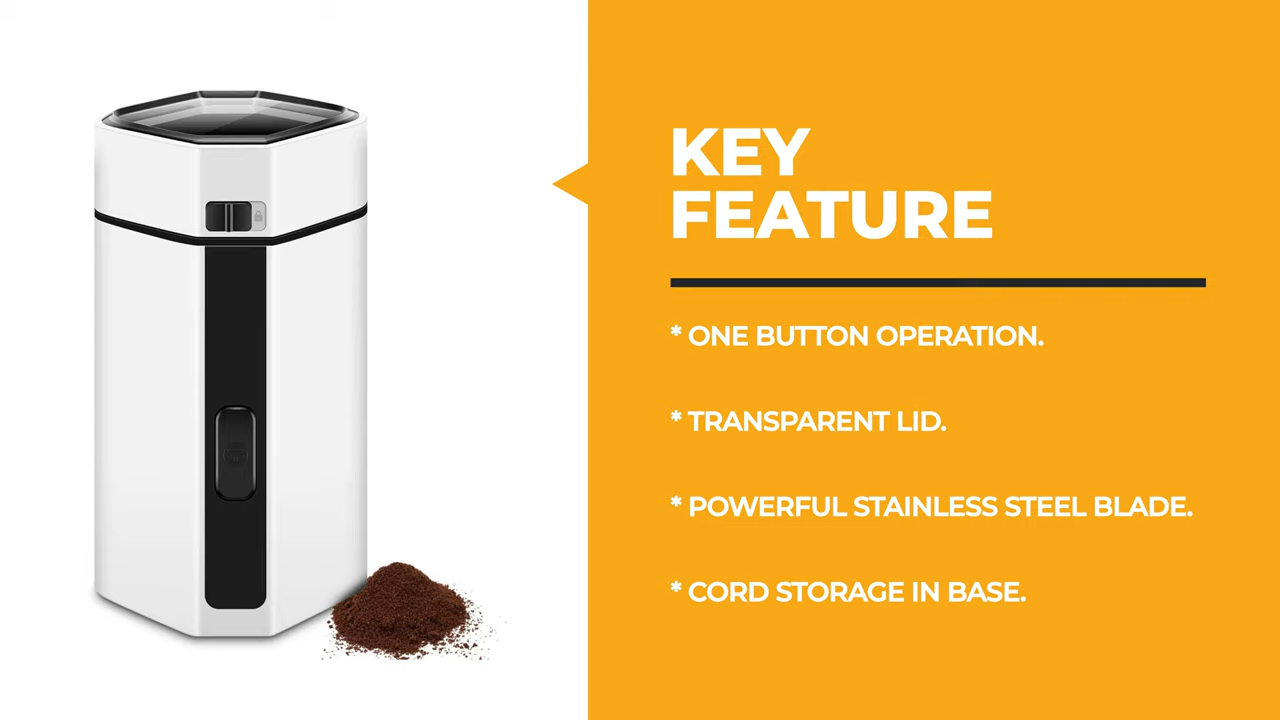 KEY
FEATURE
* ONE BUTTON OPERATION.
* TRANSPARENT LID.
* POWERFUL STAINLESS STEEL BLADE.
* CORD STORAGE IN BASE.